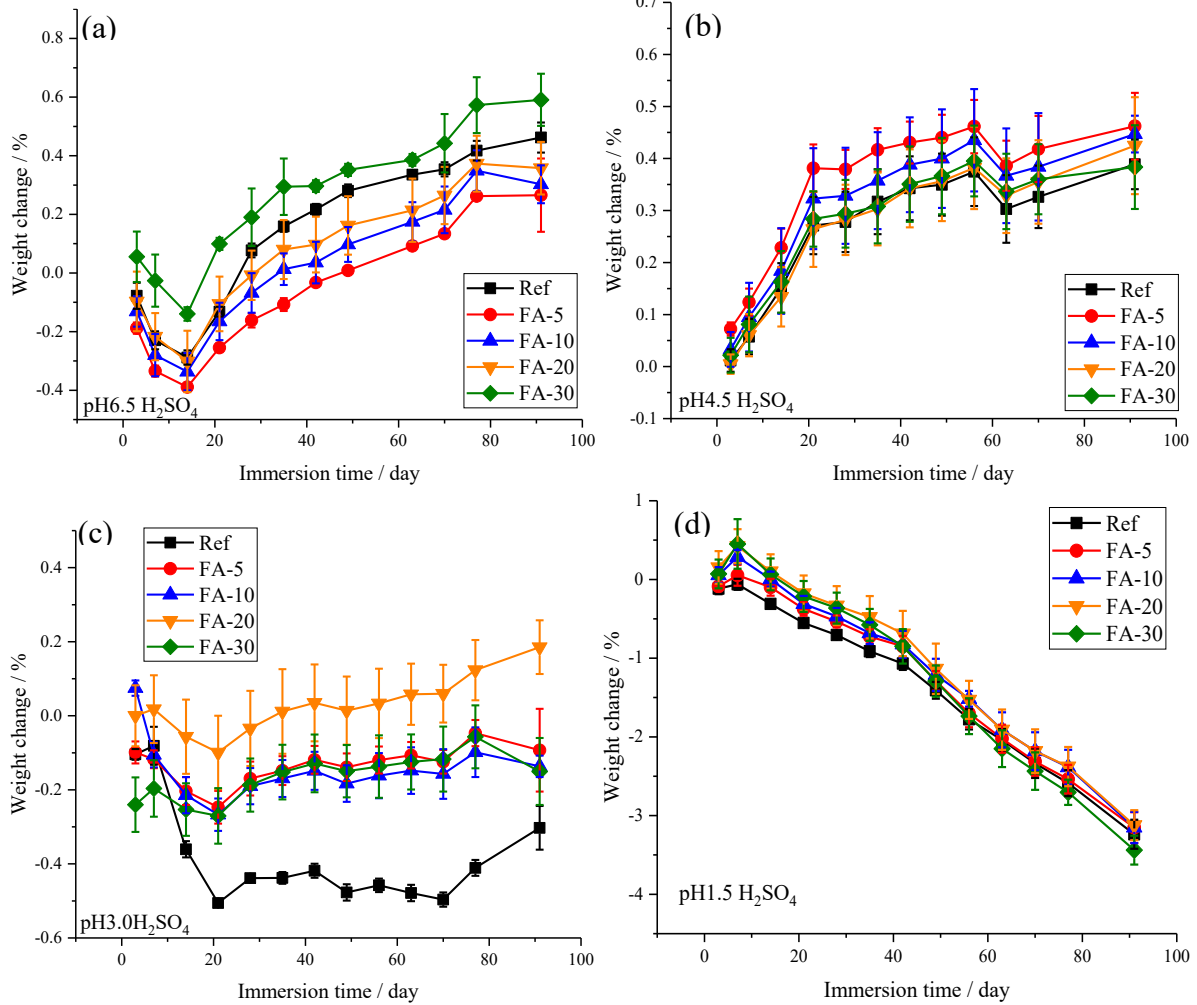 (a)
0.8
0.6
0.4
0.2
0.0
-0.2
-0.4
Weight change / %
pH6.5 H₂SO₄
Ref
FA-5
FA-10
FA-20
FA-30
0 20 40 60 80 100
Immersion time / day
(b)
0.6
0.5
0.4
0.3
0.2
0.1
0.0
-0.1
Weight change / %
pH4.5 H₂SO₄
Ref
FA-5
FA-10
FA-20
FA-30
0 20 40 60 80 100
Immersion time / day
(c)
0.4
0.2
0.0
-0.2
-0.4
-0.6
Weight change / %
Ref
FA-5
FA-10
FA-20
FA-30
pH3.0H₂SO₄
0 20 40 60 80 100
Immersion time / day
(d)
1
0
-1
-2
-3
-4
Weight change / %
Ref
FA-5
FA-10
FA-20
FA-30
pH1.5 H₂SO₄
0 20 40 60 80 100
Immersion time / day